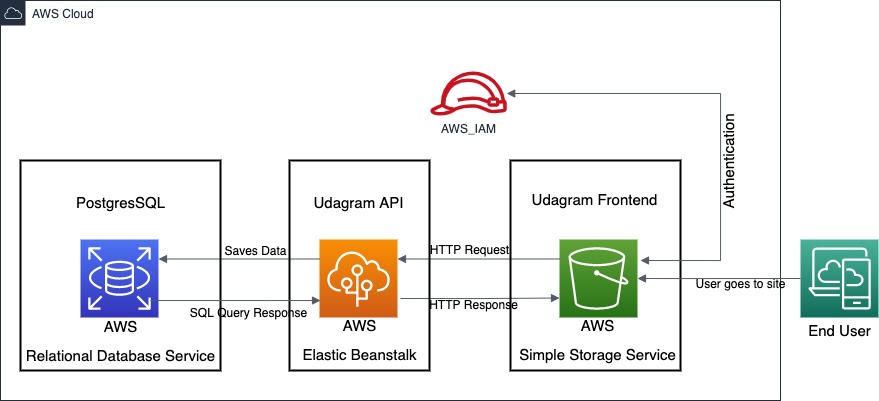 AWS Cloud
AWS_IAM
Authentication
PostgresSQL
Udagram API
Udagram Frontend
Saves Data
HTTP Request
User goes to site
SQL Query Response
HTTP Response
AWS
AWS
AWS
End User
Relational Database Service
Elastic Beanstalk
Simple Storage Service